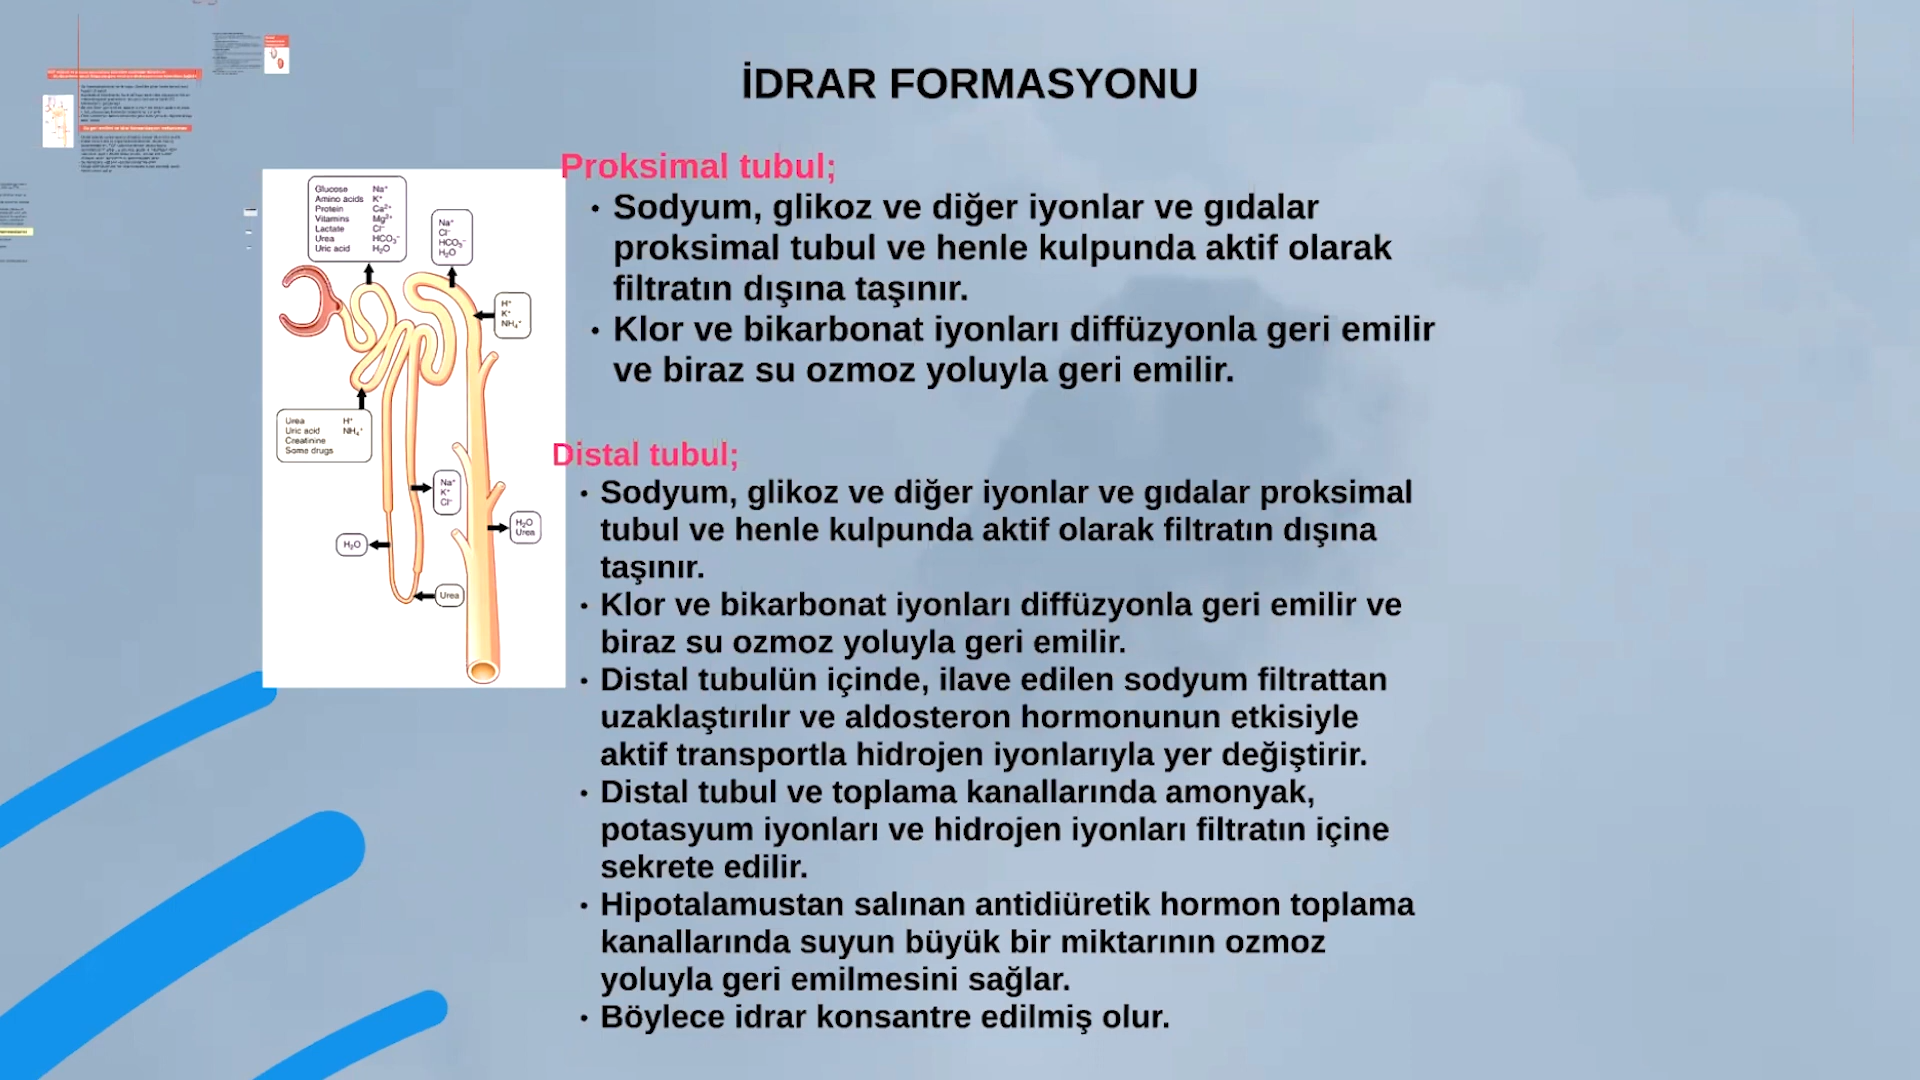 İDRAR FORMASYONU
Proksimal tubul;
• Sodyum, glikoz ve diğer iyonlar ve gıdalar
proksimal tubul ve henle kulpunda aktif olarak
filtratın dışına taşınır.
• Klor ve bikarbonat iyonları diffüzyonla geri emilir
ve biraz su ozmoz yoluyla geri emilir.
Distal tubul;
• Sodyum, glikoz ve diğer iyonlar ve gıdalar proksimal
tubul ve henle kulpunda aktif olarak filtratın dışına
taşınır.
• Klor ve bikarbonat iyonları diffüzyonla geri emilir ve
biraz su ozmoz yoluyla geri emilir.
• Distal tubulün içinde, ilave edilen sodyum filtrattan
uzaklaştırılır ve aldosteron hormonunun etkisiyle
aktif transportla hidrojen iyonlarıyla yer değiştirir.
• Distal tubul ve toplama kanallarında amonyak,
potasyum iyonları ve hidrojen iyonları filtratın içine
sekrete edilir.
• Hipotalamustan salınan antidiüretik hormon toplama
kanallarında suyun büyük bir miktarının ozmoz
yoluyla geri emilmesini sağlar.
• Böylece idrar konsantre edilmiş olur.
Glucose Na⁺
Amino acids K⁺
Protein Ca²⁺
Vitamins Mg²⁺
Lactate Cl⁻
Urea HCO₃⁻
Uric acid H₂O
Na⁺
Cl⁻
HCO₃⁻
H₂O
H⁺
K⁺
NH₄⁺
Urea H⁺
Uric acid NH₄⁺
Creatinine
Some drugs
Na⁺
K⁺
Cl⁻
H₂O
Urea
H₂O
Urea